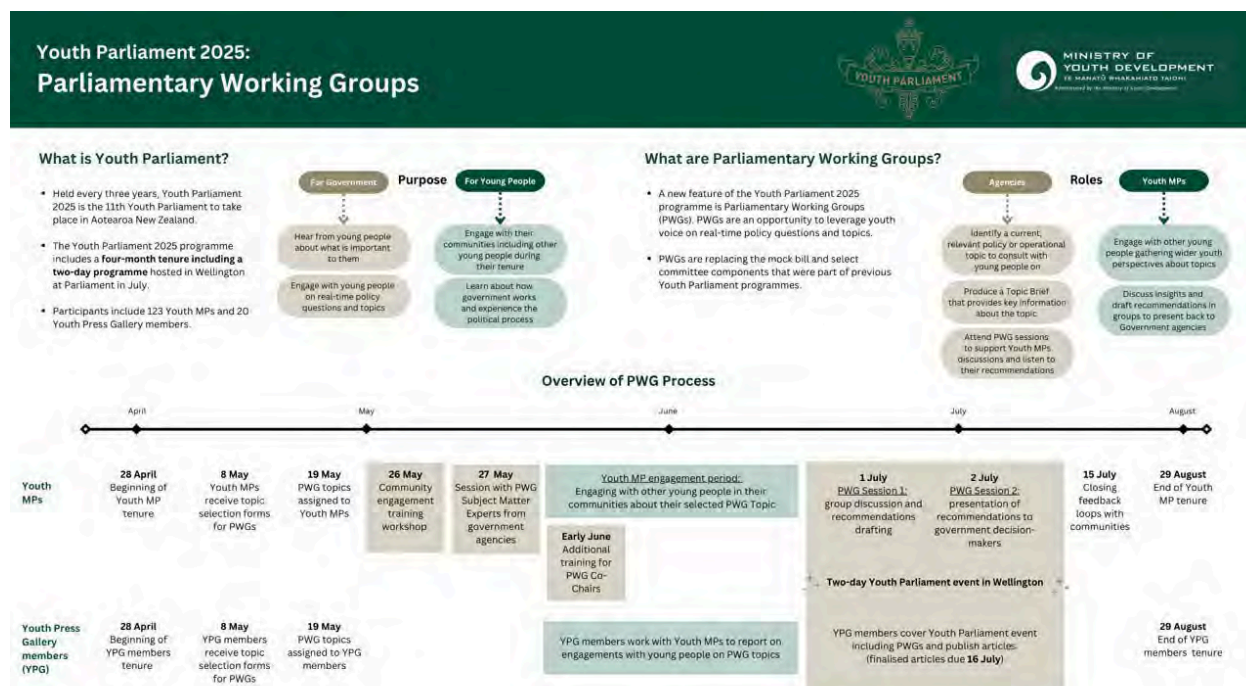 Youth Parliament 2025:
Parliamentary Working Groups
YOUTH PARLIAMENT
MINISTRY OF
YOUTH DEVELOPMENT
TE MANATŪ WHAKAHIATO TAIOHI
Administered by the Ministry of Social Development
What is Youth Parliament?
• Held every three years, Youth Parliament
2025 is the 11th Youth Parliament to take
place in Aotearoa New Zealand.
• The Youth Parliament 2025 programme
includes a four-month tenure including a
two-day programme hosted in Wellington
at Parliament in July.
• Participants include 123 Youth MPs and 20
Youth Press Gallery members.
For Government
Purpose
For Young People
Hear from young people
about what is important
to them
Engage with young people
on real-time policy
questions and topics
Engage with their
communities including other
young people during
their tenure
Learn about how
government works
and experience the
political process
What are Parliamentary Working Groups?
• A new feature of the Youth Parliament 2025
programme is Parliamentary Working Groups
(PWGs). PWGs are an opportunity to leverage youth
voice on real-time policy questions and topics.
• PWGs are replacing the mock bill and select
committee components that were part of previous
Youth Parliament programmes.
Agencies
Roles
Youth MPs
Identify a current,
relevant policy or operational
topic to consult with
young people on
Produce a Topic Brief
that provides key information
about the topic
Attend PWG sessions
to support Youth MPs
discussions and listen to
their recommendations
Engage with other young
people gathering wider youth
perspectives about topics
Discuss insights and
draft recommendations in
groups to present back to
Government agencies
Overview of PWG Process
April
May
June
July
August
Youth
MPs
28 April
Beginning of
Youth MP
tenure
8 May
Youth MPs
receive topic
selection forms
for PWGs
19 May
PWG topics
assigned to
Youth MPs
26 May
Community
engagement
training
workshop
27 May
Session with PWG
Subject Matter
Experts from
government
agencies
Youth MP engagement period:
Engaging with other young people in their
communities about their selected PWG Topic
Early June
Additional
training for
PWG Co-
Chairs
1 July
PWG Session 1:
group discussion and
recommendations
drafting
2 July
PWG Session 2:
presentation of
recommendations to
government decision-
makers
Two-day Youth Parliament event in Wellington
15 July
Closing
feedback
loops with
communities
29 August
End of Youth
MP tenure
Youth Press
Gallery
members
(YPG)
28 April
Beginning of
YPG members
tenure
8 May
YPG members
receive topic
selection forms
for PWGs
19 May
PWG topics
assigned to YPG
members
YPG members work with Youth MPs to report on
engagements with young people on PWG topics
YPG members cover Youth Parliament event
including PWGs and publish articles.
(finalised articles due 16 July)
29 August
End of YPG
members tenure